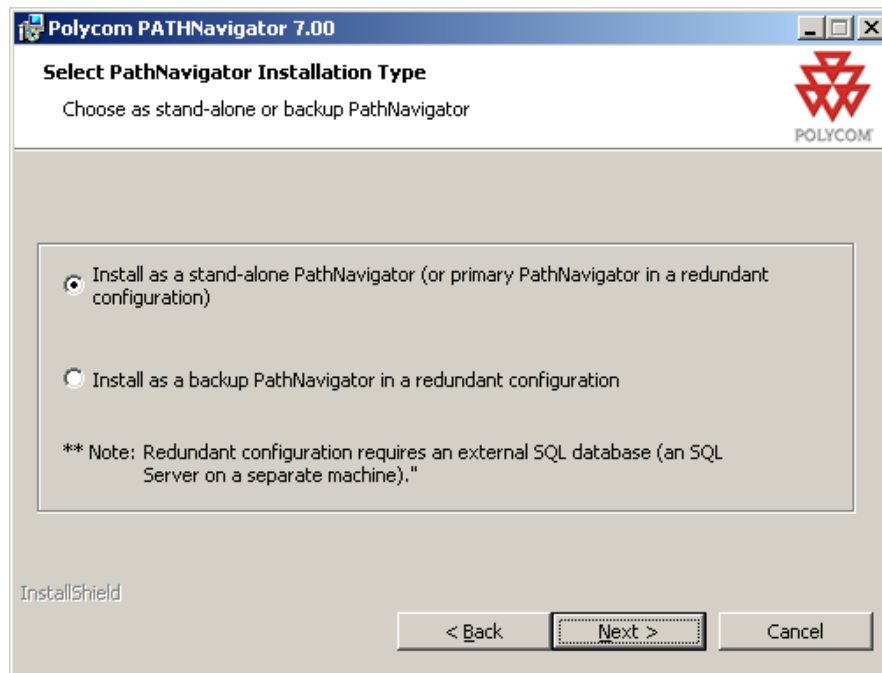 Polycom PATHNavigator 7.00
Select PathNavigator Installation Type
Choose as stand-alone or backup PathNavigator
POLYCOM
Install as a stand-alone PathNavigator (or primary PathNavigator in a redundant
configuration)
Install as a backup PathNavigator in a redundant configuration
** Note: Redundant configuration requires an external SQL database (an SQL
Server on a separate machine)."
InstallShield
< Back
Next >
Cancel